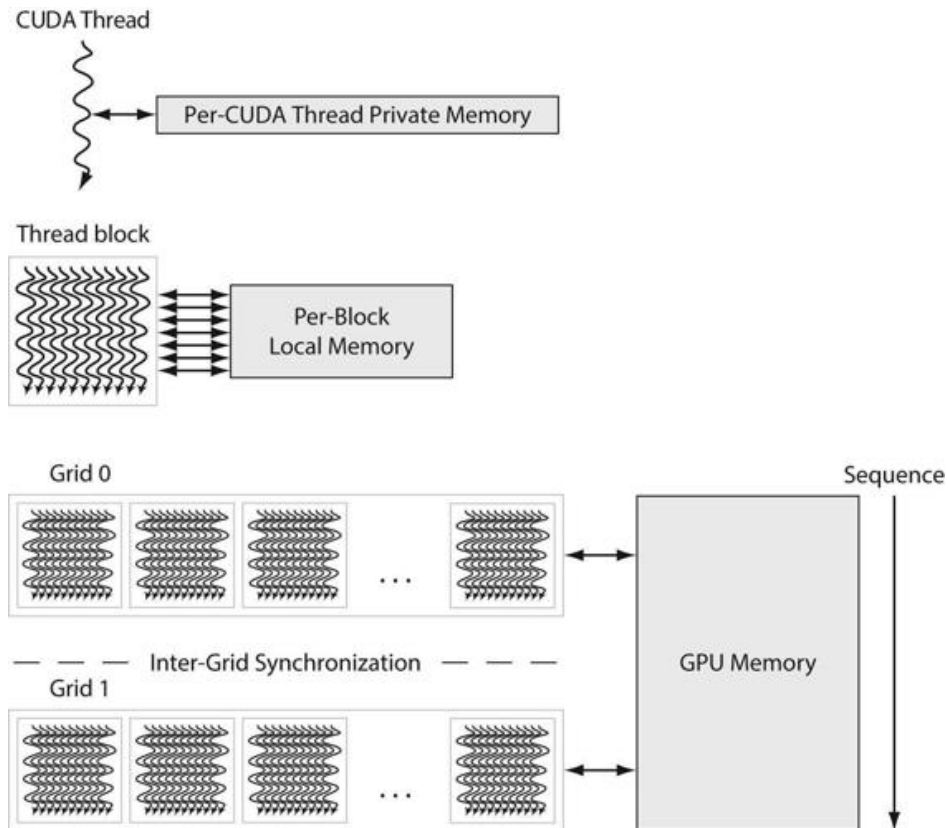 CUDA Thread
Per-CUDA Thread Private Memory
Thread block
Per-Block
Local Memory
Grid 0
Sequence
...
Inter-Grid Synchronization
GPU Memory
Grid 1
...